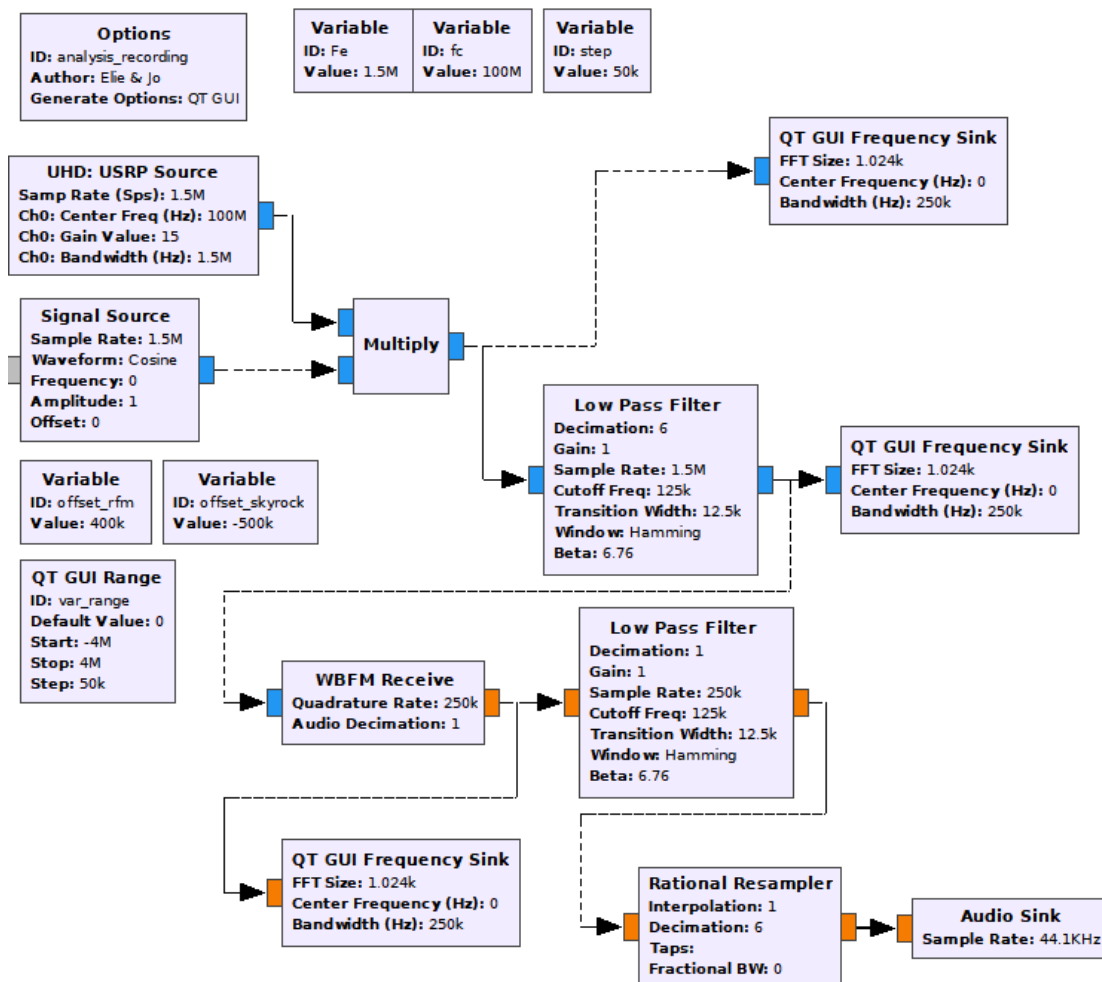 Options
ID: analysis_recording
Author: Elie & Jo
Generate Options: QT GUI
Variable
ID: Fe
Value: 1.5M
Variable
ID: fc
Value: 100M
Variable
ID: step
Value: 50k
QT GUI Frequency Sink
FFT Size: 1.024k
Center Frequency (Hz): 0
Bandwidth (Hz): 250k
UHD: USRP Source
Samp Rate (Sps): 1.5M
Ch0: Center Freq (Hz): 100M
Ch0: Gain Value: 15
Ch0: Bandwidth (Hz): 1.5M
Signal Source
Sample Rate: 1.5M
Waveform: Cosine
Frequency: 0
Amplitude: 1
Offset: 0
Multiply
Low Pass Filter
Decimation: 6
Gain: 1
Sample Rate: 1.5M
Cutoff Freq: 125k
Transition Width: 12.5k
Window: Hamming
Beta: 6.76
QT GUI Frequency Sink
FFT Size: 1.024k
Center Frequency (Hz): 0
Bandwidth (Hz): 250k
Variable
ID: offset_rfm
Value: 400k
Variable
ID: offset_skyrock
Value: -500k
QT GUI Range
ID: var_range
Default Value: 0
Start: -4M
Stop: 4M
Step: 50k
WBFM Receive
Quadrature Rate: 250k
Audio Decimation: 1
Low Pass Filter
Decimation: 1
Gain: 1
Sample Rate: 250k
Cutoff Freq: 125k
Transition Width: 12.5k
Window: Hamming
Beta: 6.76
QT GUI Frequency Sink
FFT Size: 1.024k
Center Frequency (Hz): 0
Bandwidth (Hz): 250k
Rational Resampler
Interpolation: 1
Decimation: 6
Taps:
Fractional BW: 0
Audio Sink
Sample Rate: 44.1KHz